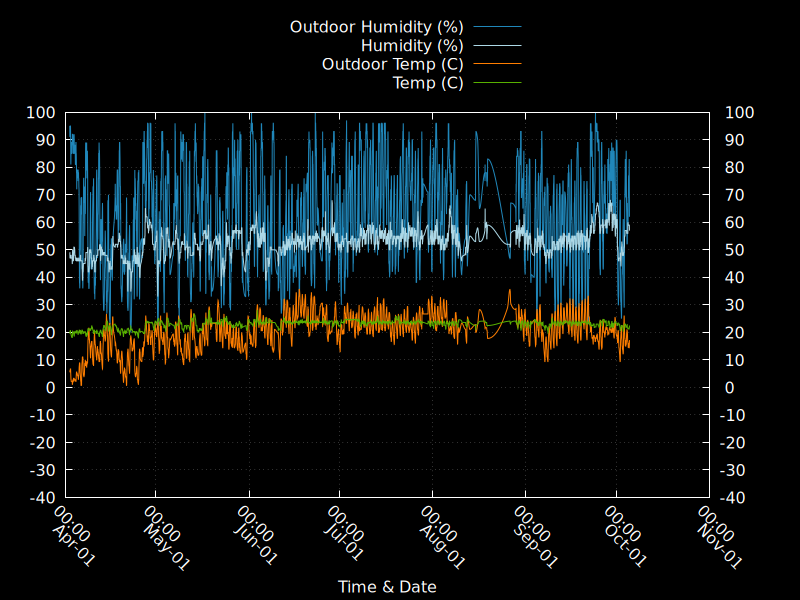 Outdoor Humidity (%)
Humidity (%)
Outdoor Temp (C)
Temp (C)
100 100
90 90
80 80
70 70
60 60
50 50
40 40
30 30
20 20
10 10
0 0
-10 -10
-20 -20
-30 -30
-40 -40
00:00
Apr-01
00:00
May-01
00:00
Jun-01
00:00
Jul-01
00:00
Aug-01
00:00
Sep-01
00:00
Oct-01
00:00
Nov-01
Time & Date